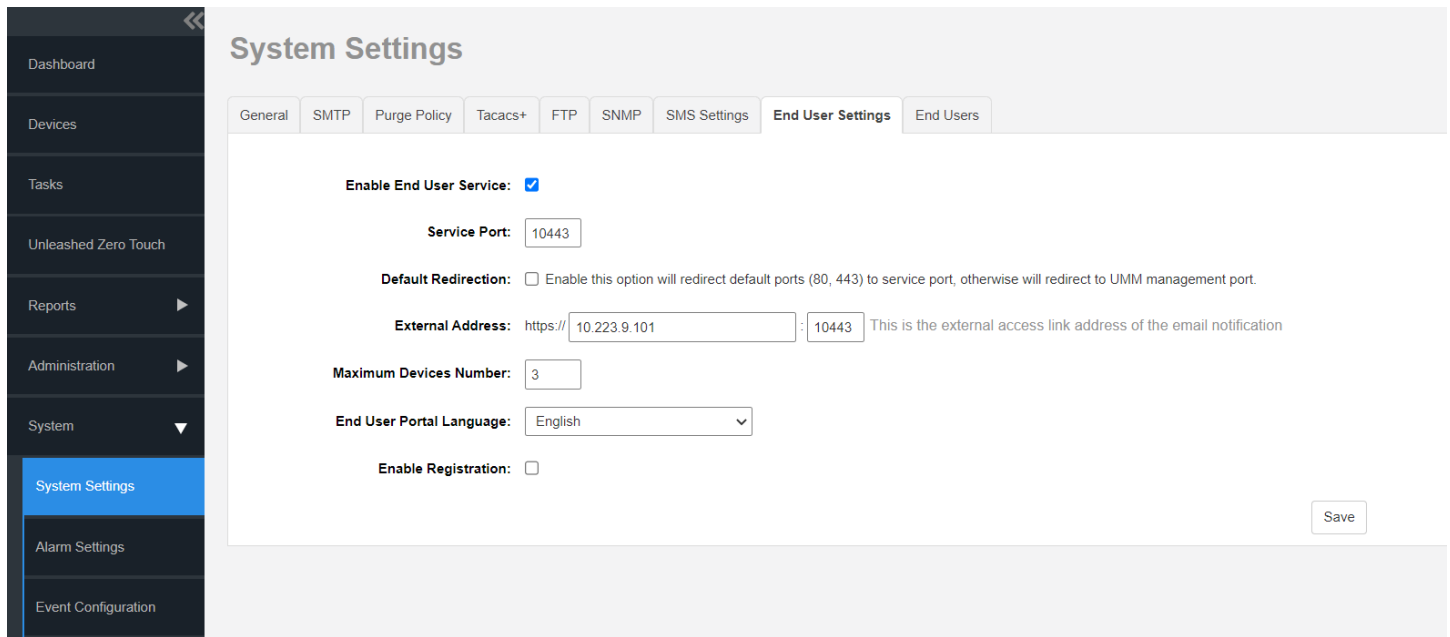 Dashboard
Devices
Tasks
Unleashed Zero Touch
Reports
Administration
System
System Settings
Alarm Settings
Event Configuration
System Settings
General SMTP Purge Policy Tacacs+ FTP SNMP SMS Settings End User Settings End Users
Enable End User Service:
Service Port: 10443
Default Redirection: Enable this option will redirect default ports (80, 443) to service port, otherwise will redirect to UMM management port.
External Address: https:// 10.223.9.101 : 10443 This is the external access link address of the email notification
Maximum Devices Number: 3
End User Portal Language: English
Enable Registration:
Save